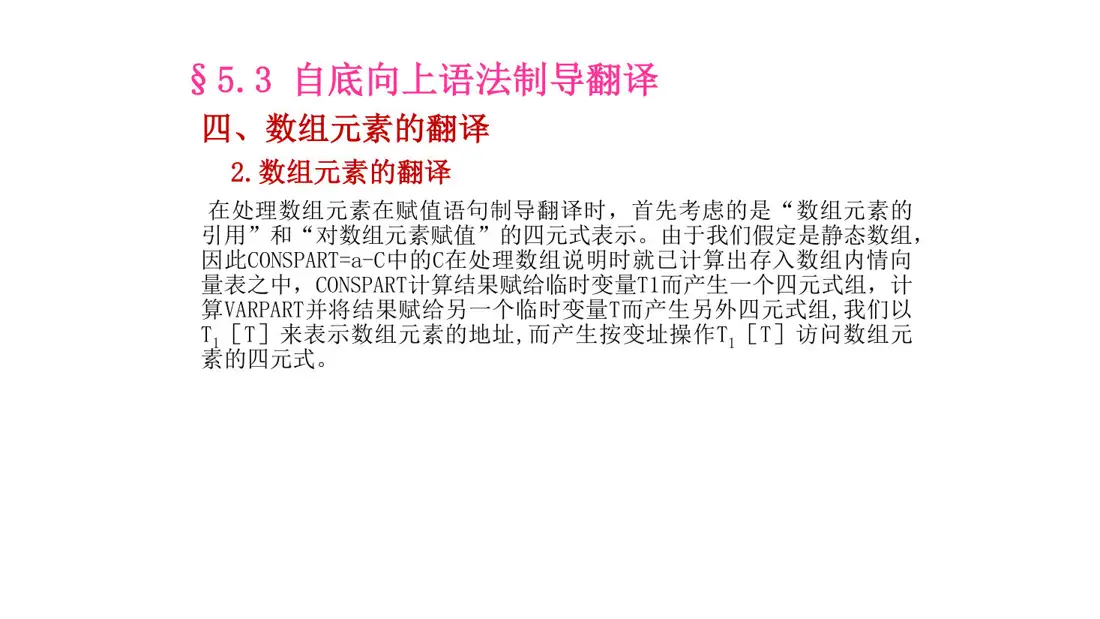 §5.3 自底向上语法制导翻译
四、数组元素的翻译
2.数组元素的翻译
在处理数组元素在赋值语句制导翻译时，首先考虑的是“数组元素的
引用”和“对数组元素赋值”的四元式表示。由于我们假定是静态数组，
因此CONSPART=a-C中的C在处理数组说明时就已计算出存入数组内情向
量表之中，CONSPART计算结果赋给临时变量T1而产生一个四元式组，计
算VARPART并将结果赋给另一个临时变量T而产生另外四元式组,我们以
T₁［T］来表示数组元素的地址,而产生按变址操作T₁［T］访问数组元
素的四元式。